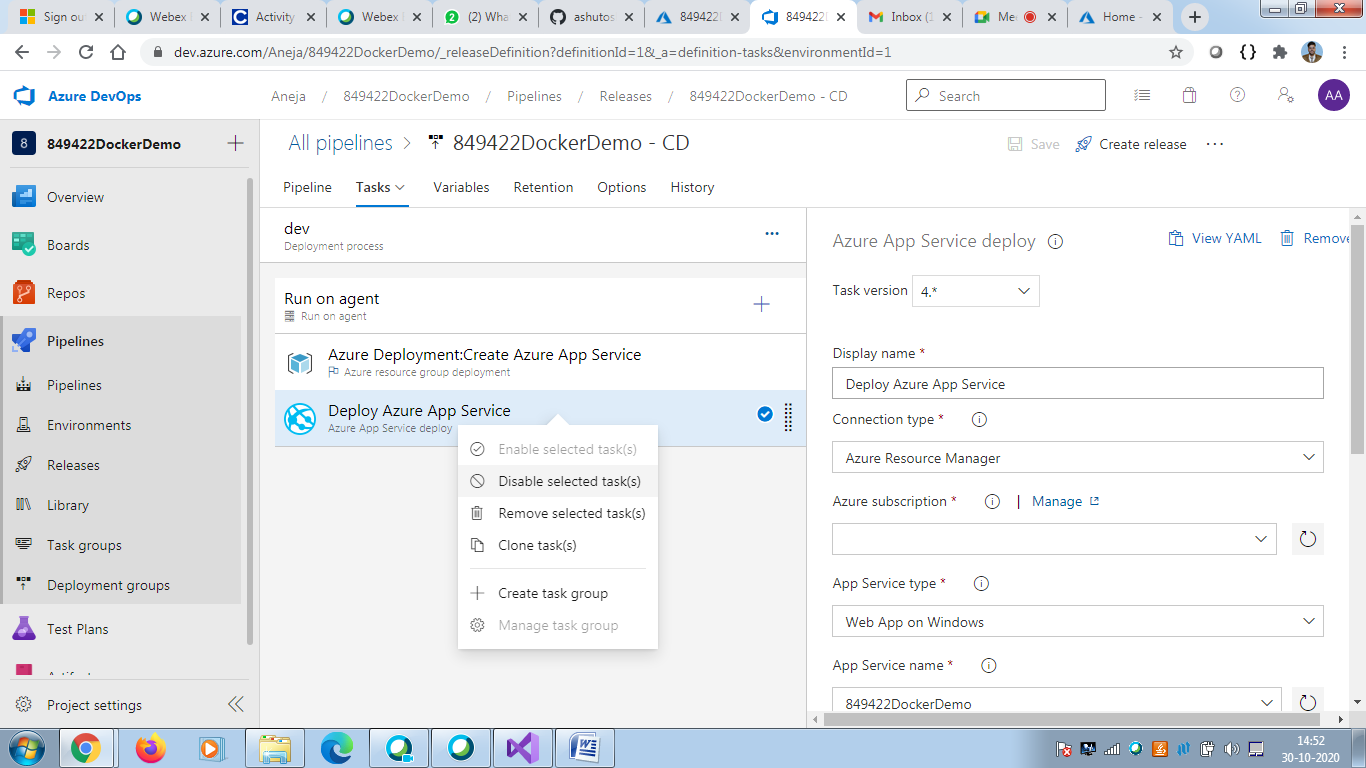 Sign ou
Webex
Activity
Webex
(2) Wha
ashutos
849422
849422
Inbox (1
Me
Home -
dev.azure.com/Aneja/849422DockerDemo/_releaseDefinition?definitionId=1&_a=definition-tasks&environmentId=1
Azure DevOps
Aneja / 849422DockerDemo / Pipelines / Releases / 849422DockerDemo - CD
Search
AA
8
849422DockerDemo
Overview
Boards
Repos
Pipelines
Pipelines
Environments
Releases
Library
Task groups
Deployment groups
Test Plans
Project settings
All pipelines > 849422DockerDemo - CD
Save
Create release
Pipeline
Tasks
Variables
Retention
Options
History
dev
Deployment process
Run on agent
Run on agent
Azure Deployment:Create Azure App Service
Azure resource group deployment
Deploy Azure App Service
Azure App Service deploy
Enable selected task(s)
Disable selected task(s)
Remove selected task(s)
Clone task(s)
Create task group
Manage task group
Azure App Service deploy
View YAML
Remove
Task version 4.*
Display name *
Deploy Azure App Service
Connection type *
Azure Resource Manager
Azure subscription * | Manage
App Service type *
Web App on Windows
App Service name *
849422DockerDemo
14:52
30-10-2020